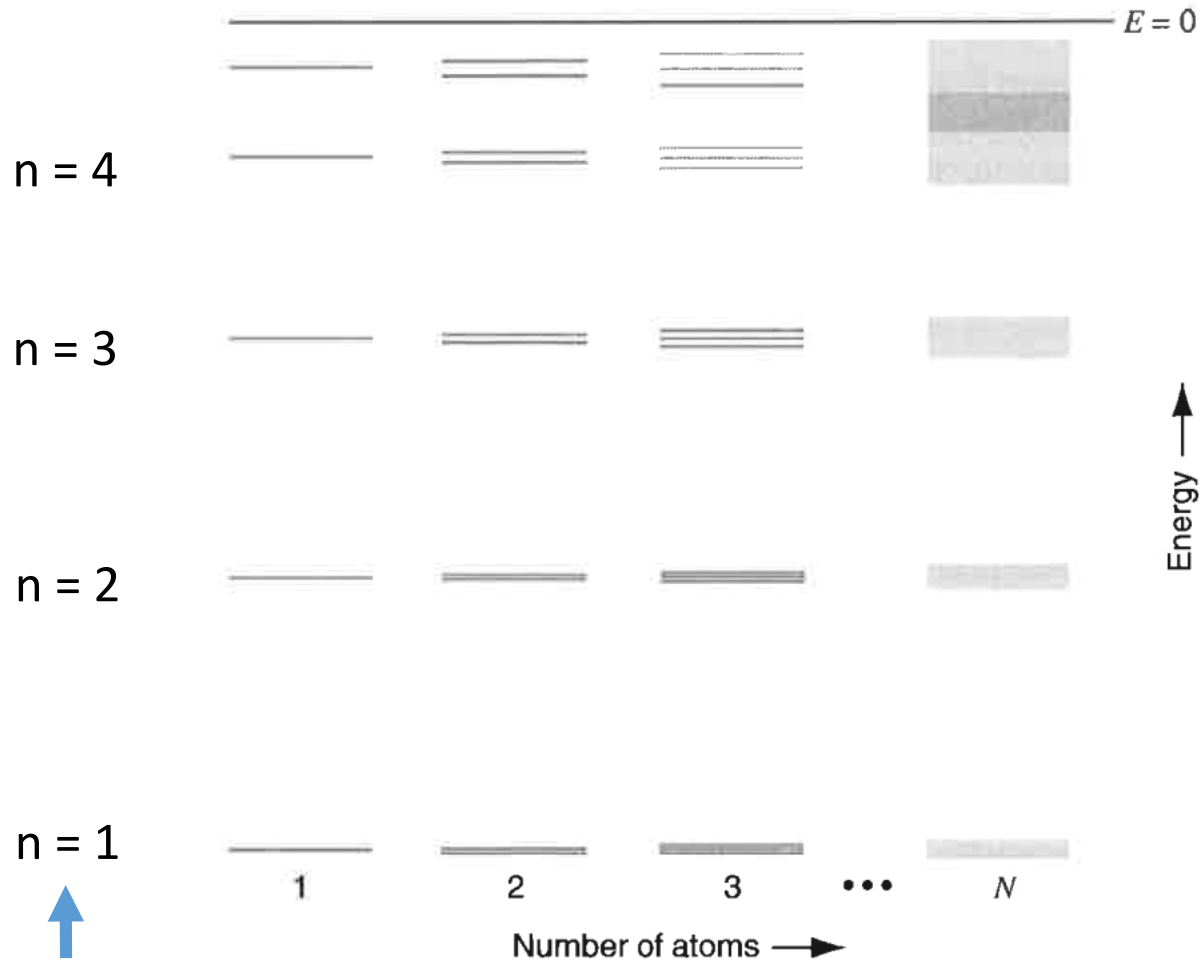 E = 0
n = 4
n = 3
Energy
n = 2
n = 1
1 2 3 ••• N
Number of atoms